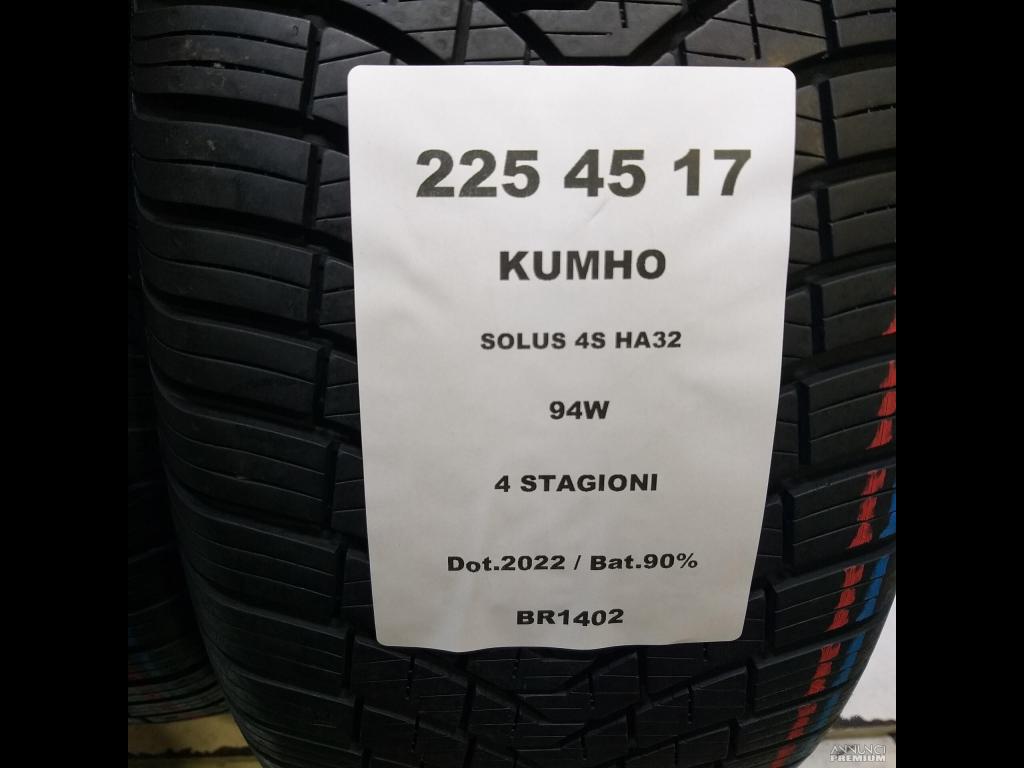 225 45 17
KUMHO
SOLUS 4S HA32
94W
4 STAGIONI
Dot.2022 / Bat.90%
BR1402
ANNUNCI
PREMIUM